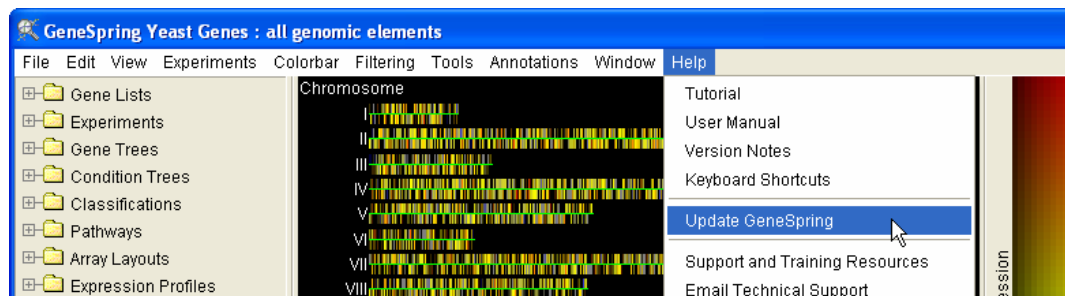 GeneSpring Yeast Genes : all genomic elements
File Edit View Experiments Colorbar Filtering Tools Annotations Window Help
Gene Lists
Experiments
Gene Trees
Condition Trees
Classifications
Pathways
Array Layouts
Expression Profiles
Chromosome
I
II
III
IV
V
VI
VII
VIII
Tutorial
User Manual
Version Notes
Keyboard Shortcuts
Update GeneSpring
Support and Training Resources
Email Technical Support
ession